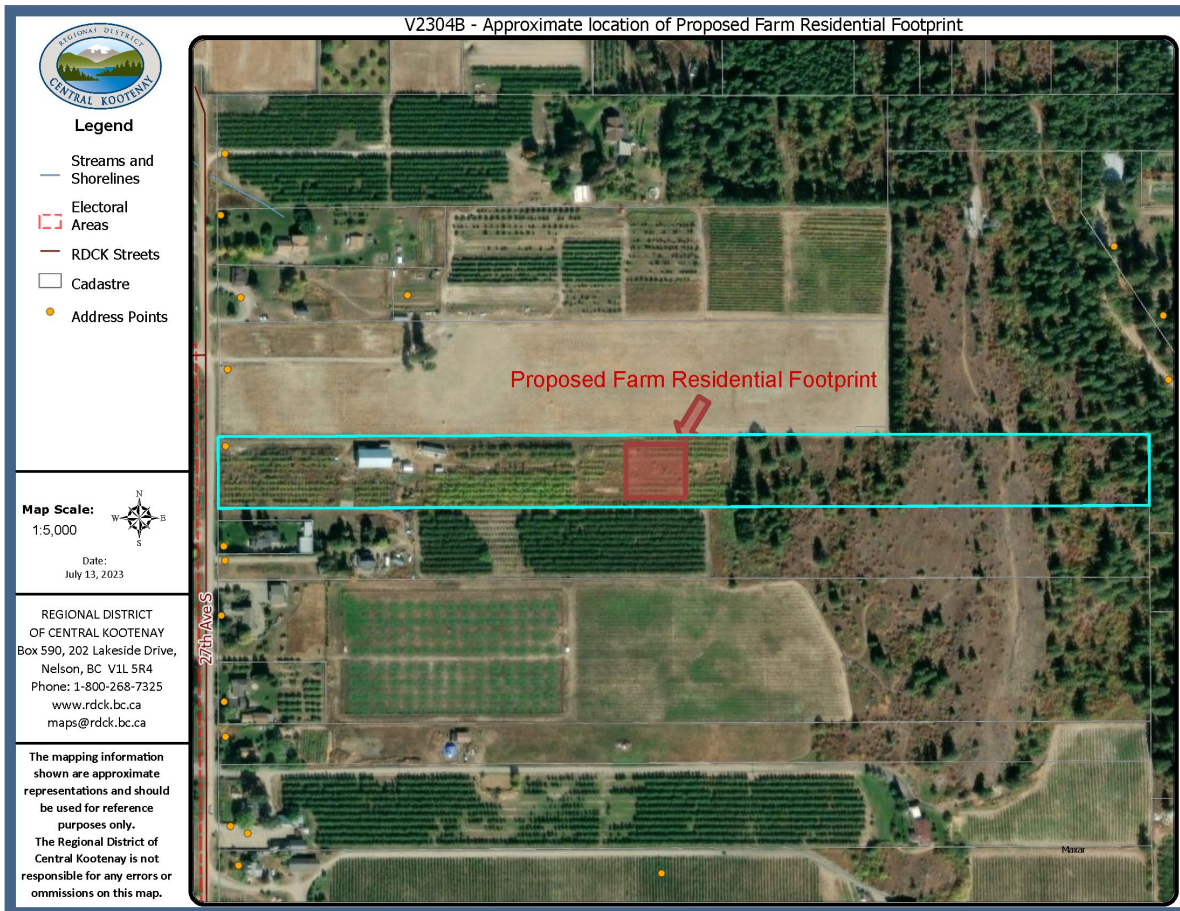 V2304B - Approximate location of Proposed Farm Residential Footprint
REGIONAL DISTRICT
CENTRAL KOOTENAY
Legend
Streams and
Shorelines
Electoral
Areas
RDCK Streets
Cadastre
Address Points
Map Scale:
1:5,000
N
W
E
S
Date:
July 13, 2023
REGIONAL DISTRICT
OF CENTRAL KOOTENAY
Box 590, 202 Lakeside Drive,
Nelson, BC V1L 5R4
Phone: 1-800-268-7325
www.rdck.bc.ca
maps@rdck.bc.ca
The mapping information
shown are approximate
representations and should
be used for reference
purposes only.
The Regional District of
Central Kootenay is not
responsible for any errors or
ommissions on this map.
Proposed Farm Residential Footprint
27th Ave S
Maxar